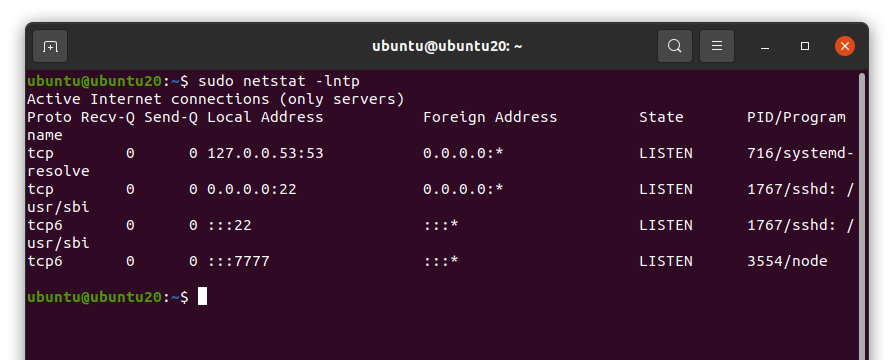 ubuntu@ubuntu20: ~
ubuntu@ubuntu20:~$ sudo netstat -lntp
Active Internet connections (only servers)
Proto Recv-Q Send-Q Local Address           Foreign Address         State       PID/Program
name
tcp        0      0 127.0.0.53:53           0.0.0.0:*               LISTEN      716/systemd-
resolve
tcp        0      0 0.0.0.0:22              0.0.0.0:*               LISTEN      1767/sshd: /
usr/sbi
tcp6       0      0 :::22                   :::*                    LISTEN      1767/sshd: /
usr/sbi
tcp6       0      0 :::7777                 :::*                    LISTEN      3554/node
ubuntu@ubuntu20:~$